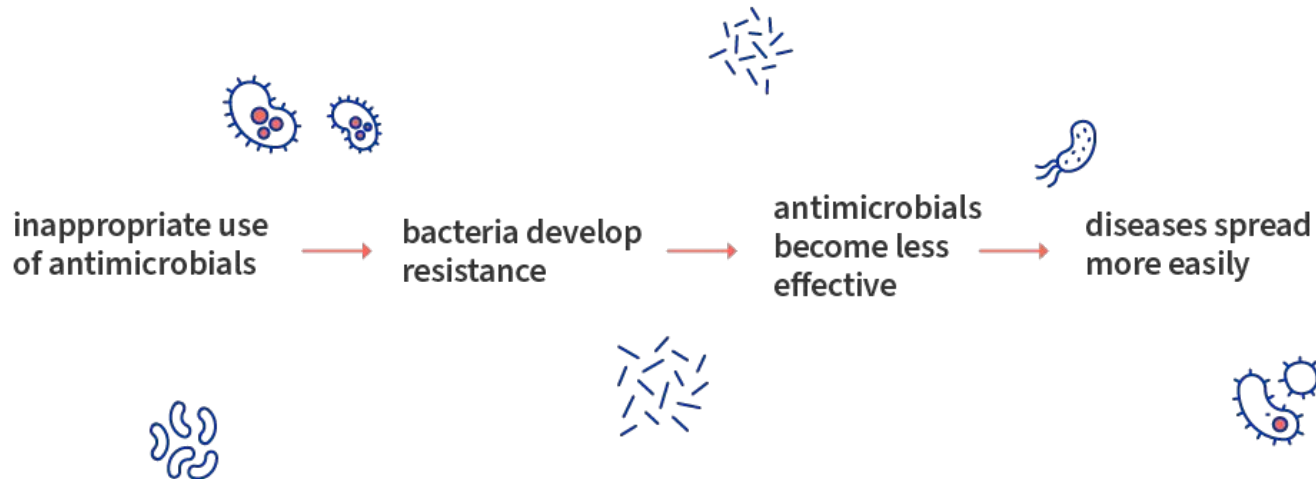 inappropriate use
of antimicrobials
bacteria develop
resistance
antimicrobials
become less
effective
diseases spread
more easily